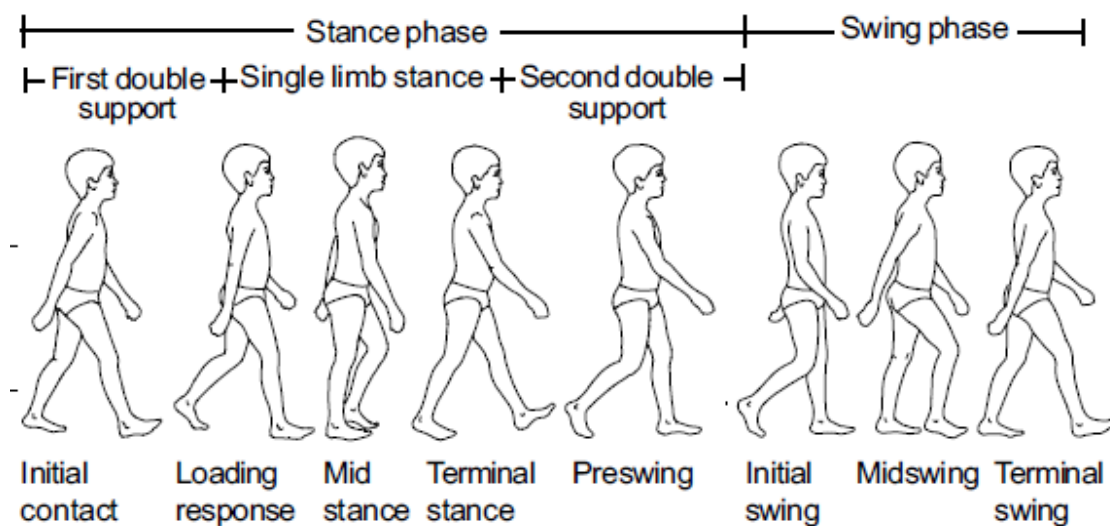 Stance phase
Swing phase
First double
support
Single limb stance
Second double
support
Initial
contact
Loading
response
Mid
stance
Terminal
stance
Preswing
Initial
swing
Midswing
Terminal
swing